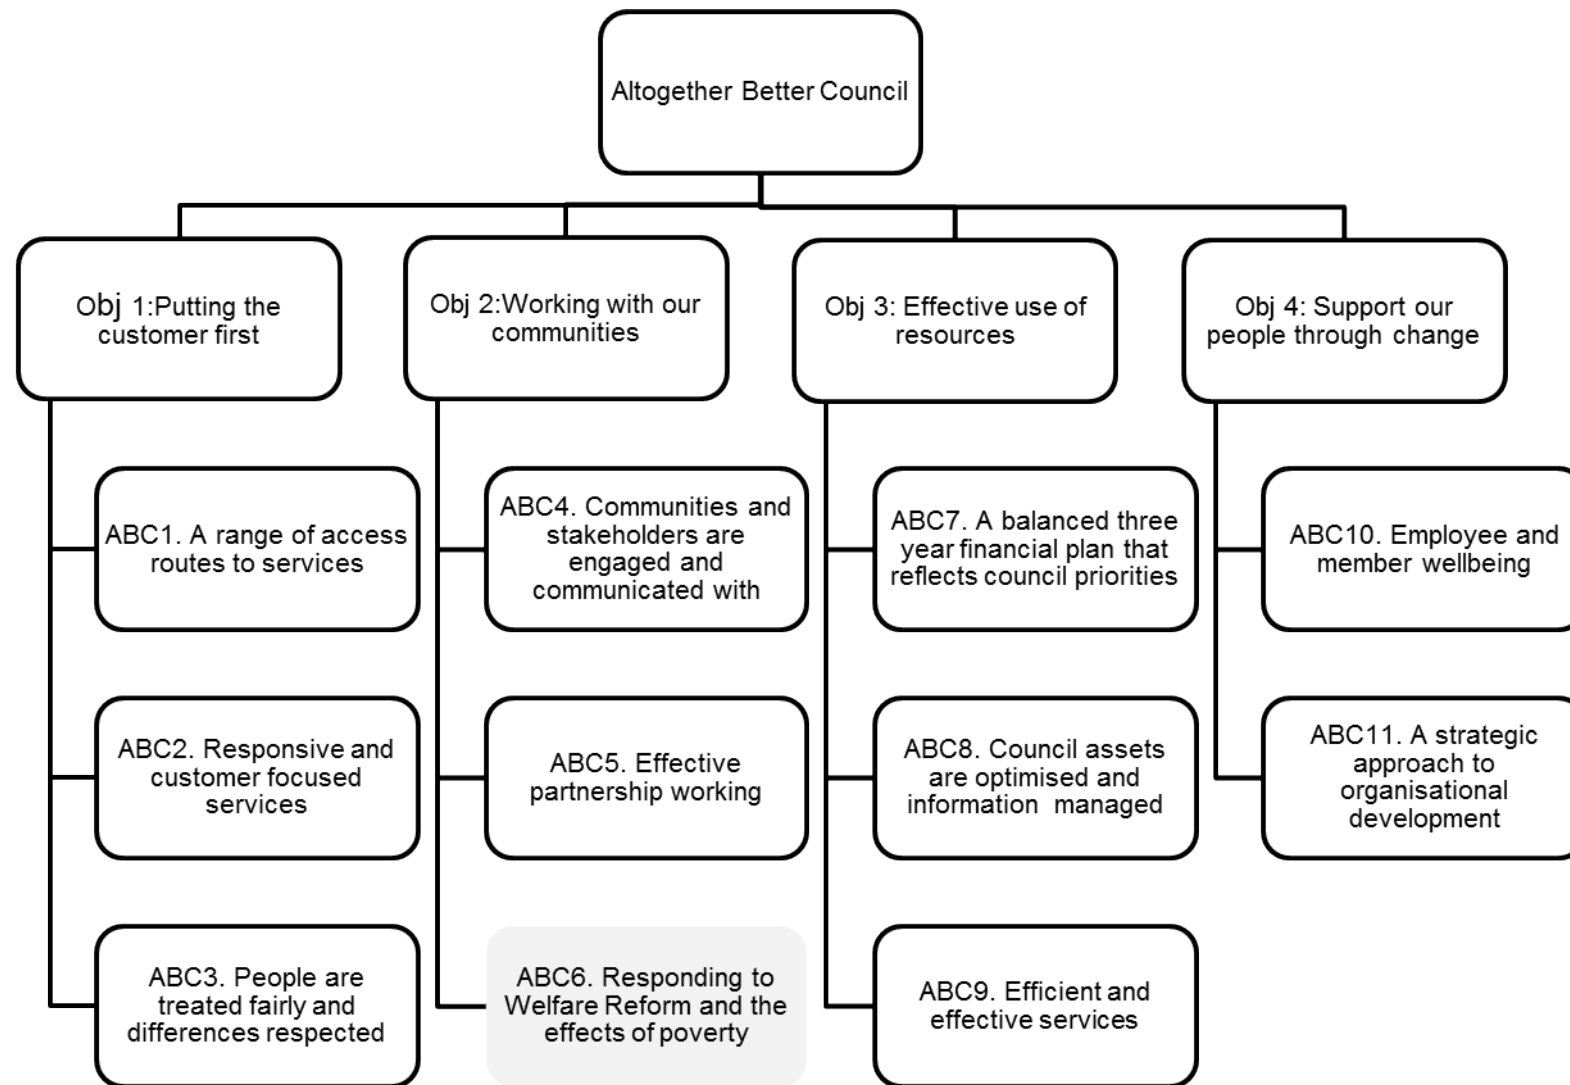 Altogether Better Council
Obj 1:Putting the
customer first
Obj 2:Working with our
communities
Obj 3: Effective use of
resources
Obj 4: Support our
people through change
ABC1. A range of access
routes to services
ABC4. Communities and
stakeholders are
engaged and
communicated with
ABC7. A balanced three
year financial plan that
reflects council priorities
ABC10. Employee and
member wellbeing
ABC2. Responsive and
customer focused
services
ABC5. Effective
partnership working
ABC8. Council assets
are optimised and
information managed
ABC11. A strategic
approach to
organisational
development
ABC3. People are
treated fairly and
differences respected
ABC6. Responding to
Welfare Reform and the
effects of poverty
ABC9. Efficient and
effective services